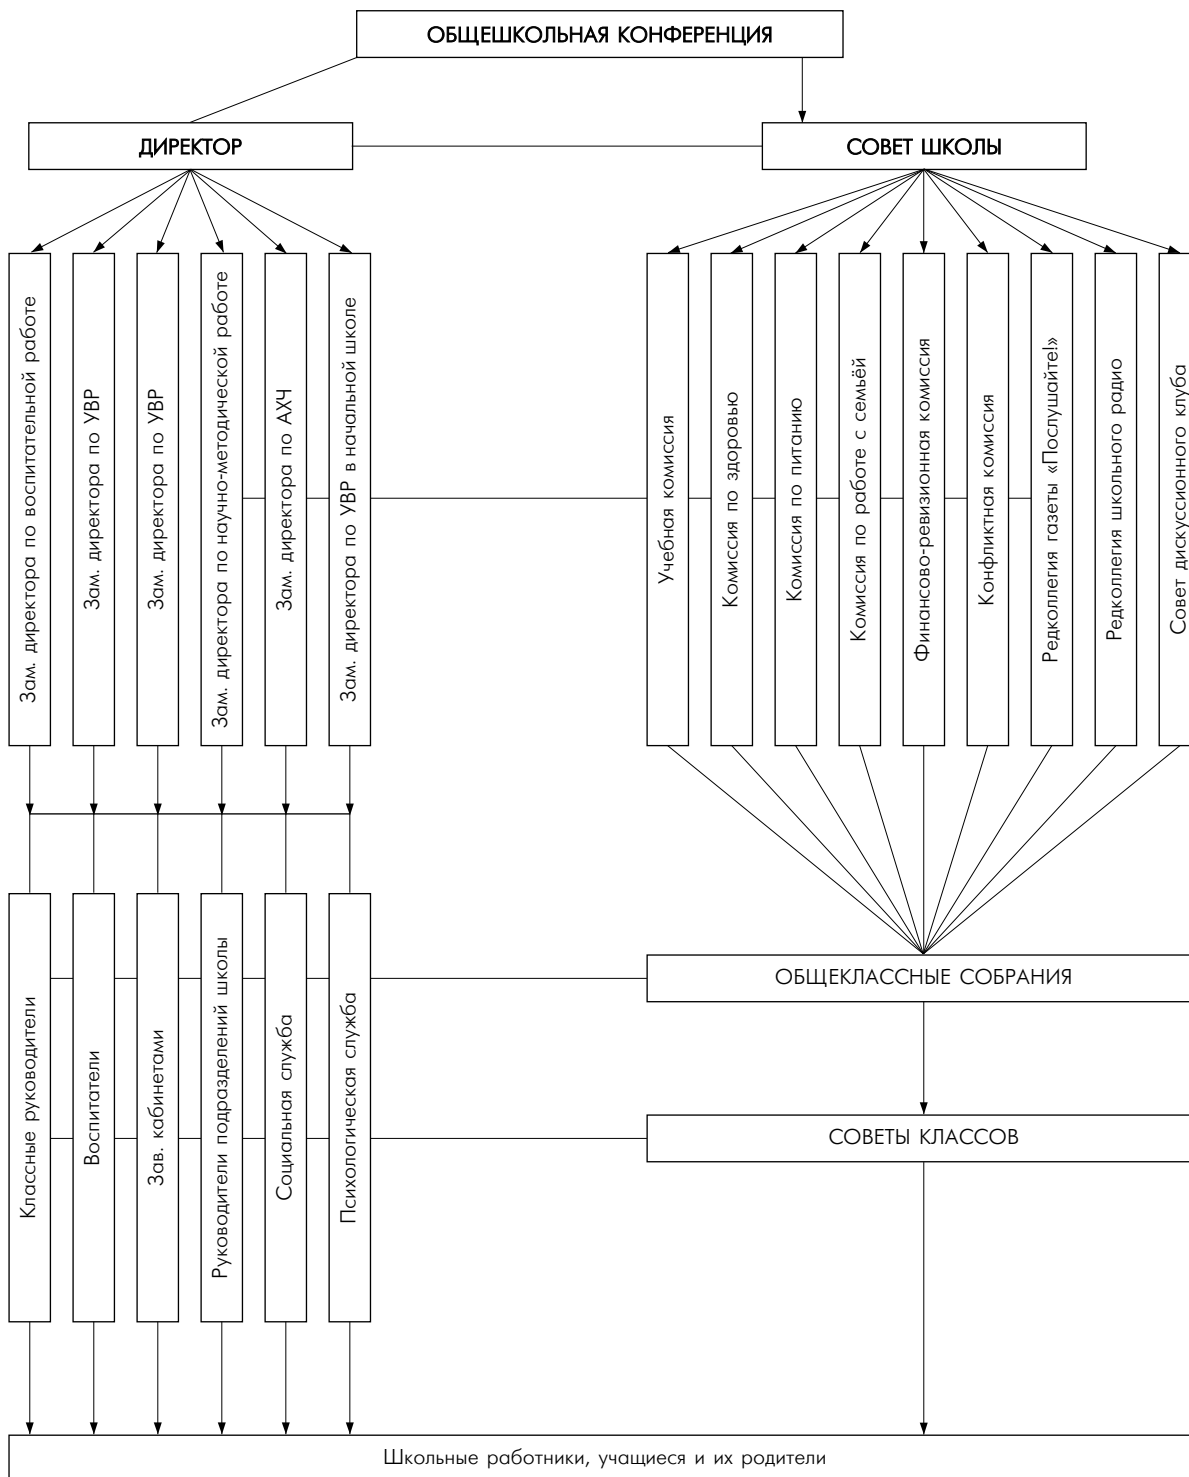 ОБЩЕШКОЛЬНАЯ КОНФЕРЕНЦИЯ
ДИРЕКТОР
СОВЕТ ШКОЛЫ
Зам. директора по воспитательной работе
Зам. директора по УВР
Зам. директора по УВР
Зам. директора по научно-методической работе
Зам. директора по АХЧ
Зам. директора по УВР в начальной школе
Учебная комиссия
Комиссия по здоровью
Комиссия по питанию
Комиссия по работе с семьёй
Финансово-ревизионная комиссия
Конфликтная комиссия
Редколлегия газеты «Послушайте!»
Редколлегия школьного радио
Совет дискуссионного клуба
Классные руководители
Воспитатели
Зав. кабинетами
Руководители подразделений школы
Социальная служба
Психологическая служба
ОБЩЕКЛАССНЫЕ СОБРАНИЯ
СОВЕТЫ КЛАССОВ
Школьные работники, учащиеся и их родители